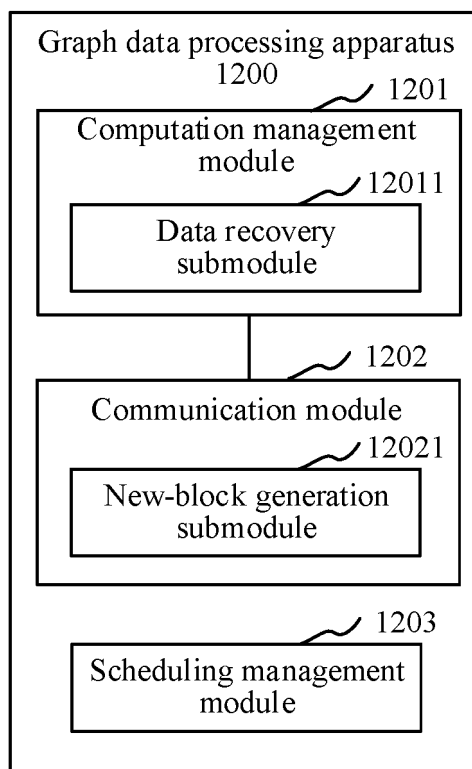 Graph data processing apparatus
1200
1201
Computation management
module
12011
Data recovery
submodule
1202
Communication module
12021
New-block generation
submodule
1203
Scheduling management
module